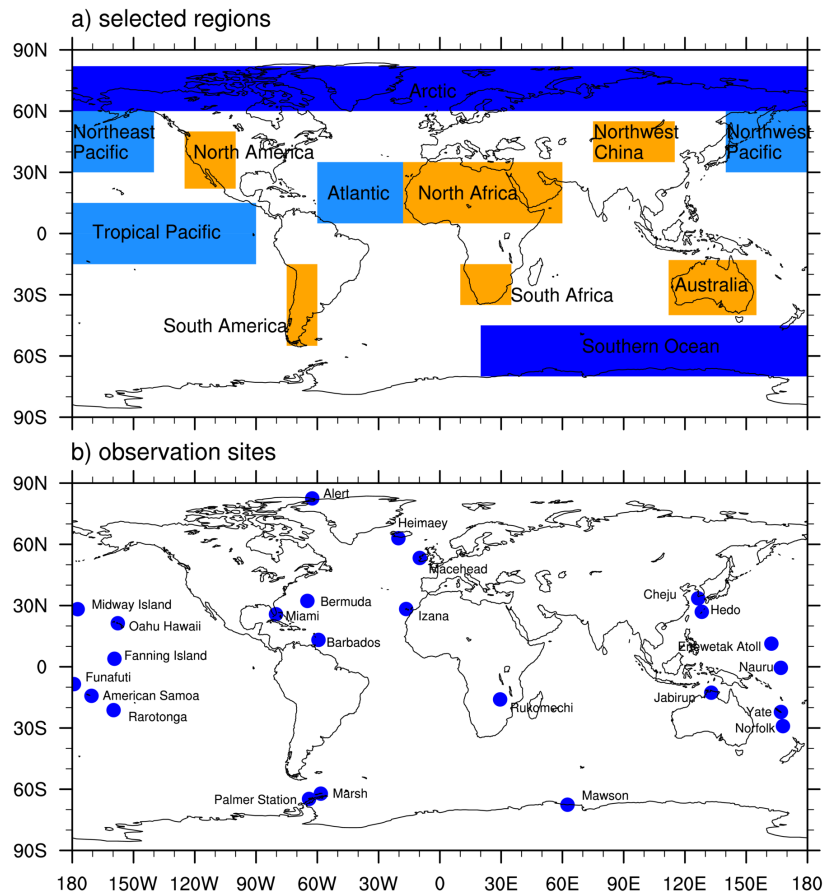 a) selected regions
90N
60N
30N
0
30S
60S
90S
Arctic
Northeast
Pacific
North America
Northwest
China
Northwest
Pacific
Atlantic
North Africa
Tropical Pacific
Australia
South Africa
South America
Southern Ocean
b) observation sites
90N
60N
30N
0
30S
60S
90S
Alert
Heimaey
Macehead
Cheju
Midway Island
Bermuda
Hedo
Miami
Izana
Oahu Hawaii
Barbados
Enewetak Atoll
Fanning Island
Nauru
Funafuti
American Samoa
Jabirun
Rukomechi
Rarotonga
Yate
Norfolk
Palmer Station
Marsh
Mawson
180 150W 120W 90W 60W 30W 0 30E 60E 90E 120E 150E 180